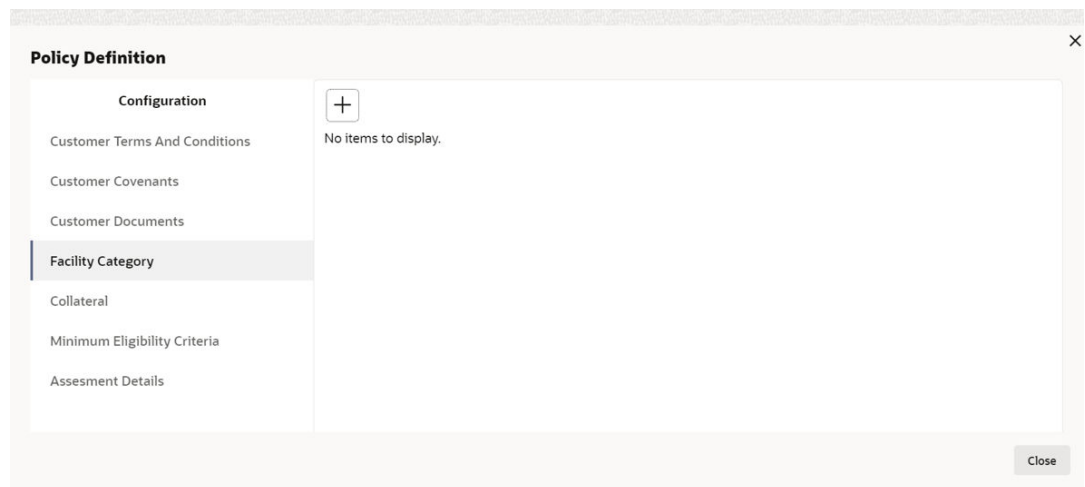 Policy Definition
Configuration
Customer Terms And Conditions
Customer Covenants
Customer Documents
Facility Category
Collateral
Minimum Eligibility Criteria
Assesment Details
No items to display.
Close